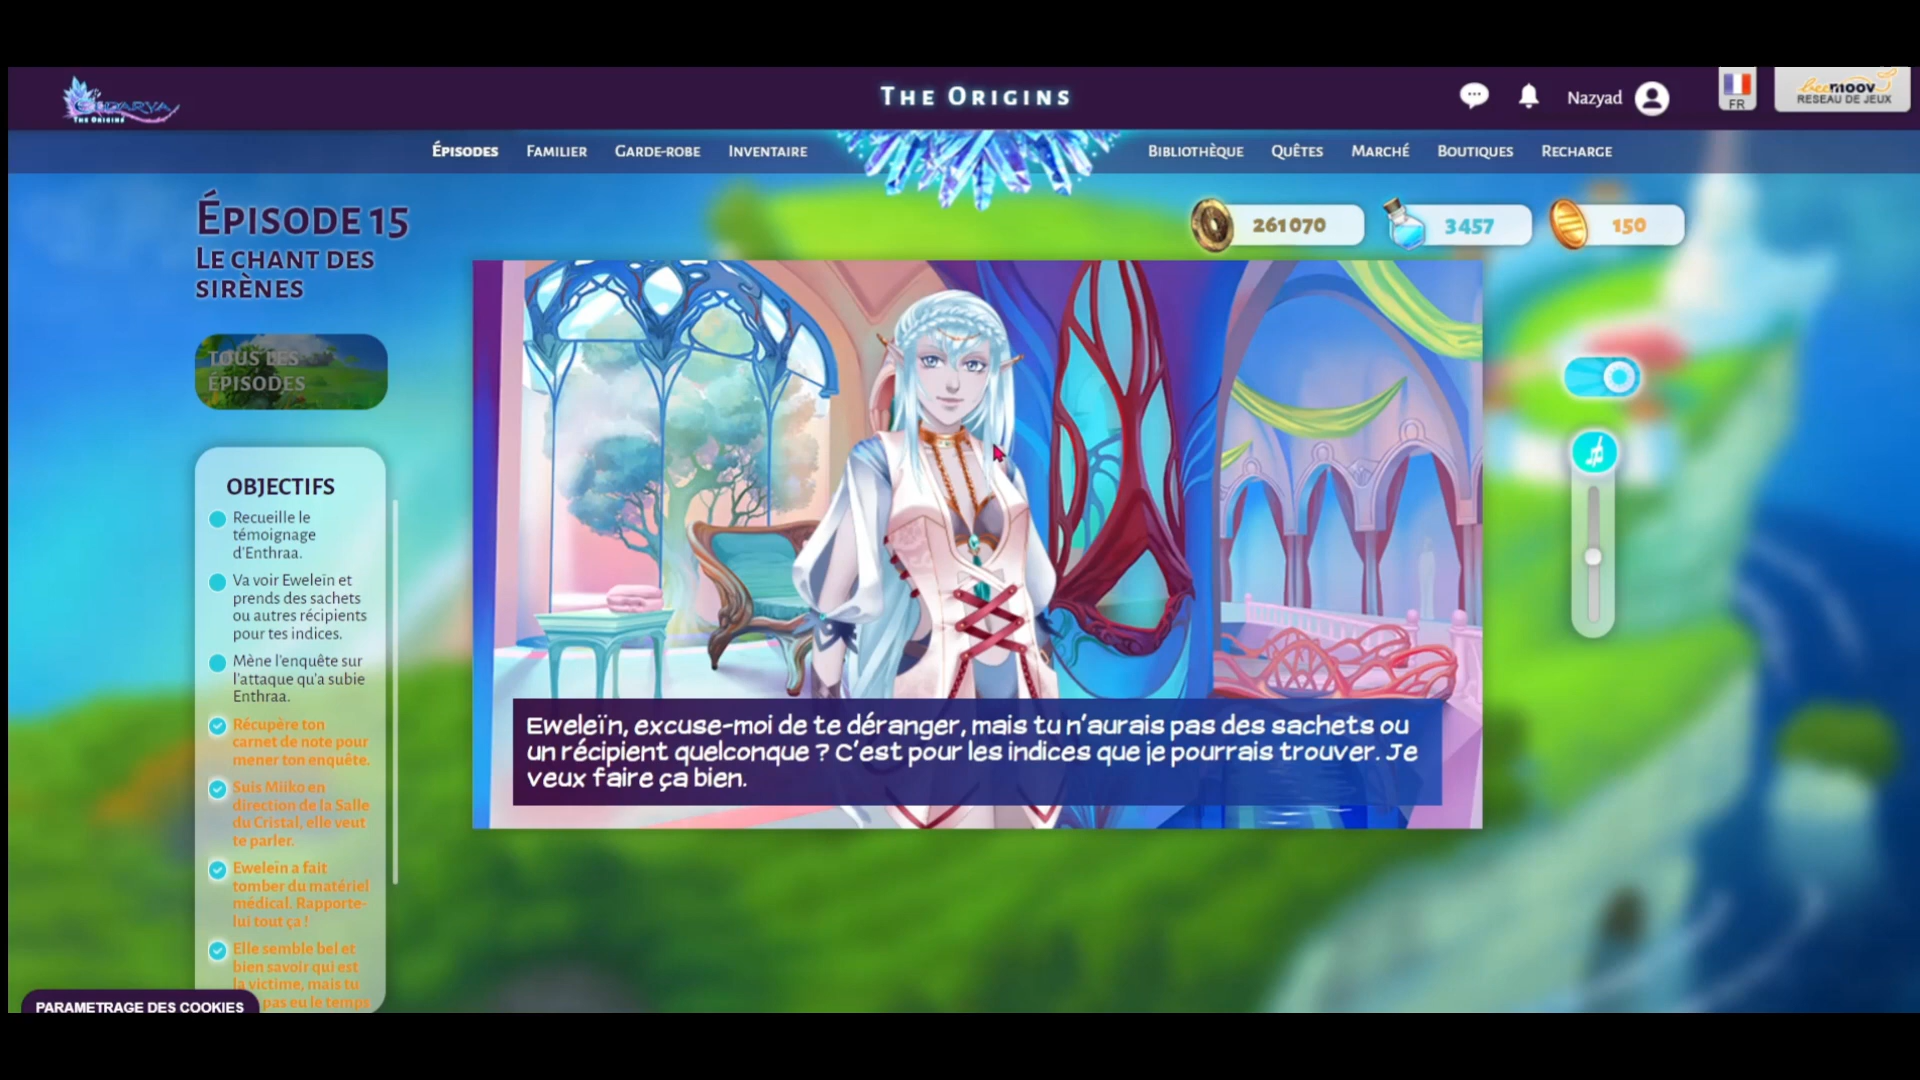 ELDARYA
THE ORIGINS
THE ORIGINS
Nazyad
FR
beemoov
RESEAU DE JEUX
ÉPISODES
FAMILIER
GARDE-ROBE
INVENTAIRE
BIBLIOTHÈQUE
QUÊTES
MARCHÉ
BOUTIQUES
RECHARGE
ÉPISODE 15
LE CHANT DES
SIRÈNES
261070
3457
150
TOUS LES
ÉPISODES
OBJECTIFS
Recueille le
témoignage
d'Enthraa.
Va voir Eweleïn et
prends des sachets
ou autres récipients
pour tes indices.
Mène l'enquête sur
l'attaque qu'a subie
Enthraa.
Récupère ton
carnet de note pour
mener ton enquête.
Suis Miiko en
direction de la Salle
du Cristal, elle veut
te parler.
Eweleïn a fait
tomber du matériel
médical. Rapporte-
lui tout ça !
Elle semble bel et
bien savoir qui est
la victime, mais tu
pas eu le temps
Eweleïn, excuse-moi de te déranger, mais tu n'aurais pas des sachets ou
un récipient quelconque ? C'est pour les indices que je pourrais trouver. Je
veux faire ça bien.
PARAMETRAGE DES COOKIES